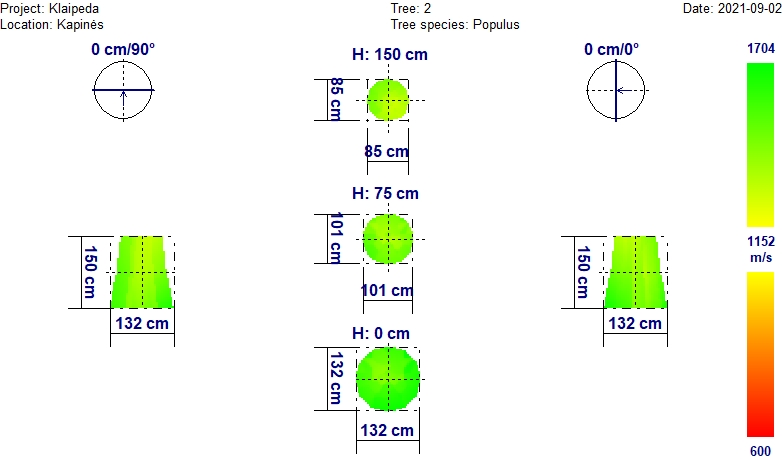 Project: Klaipeda
Tree: 2
Date: 2021-09-02
Location: Kapinės
Tree species: Populus
0 cm/90°
H: 150 cm
0 cm/0°
1704
85 cm
85 cm
H: 75 cm
101 cm
101 cm
150 cm
132 cm
150 cm
132 cm
1152
m/s
H: 0 cm
132 cm
132 cm
600